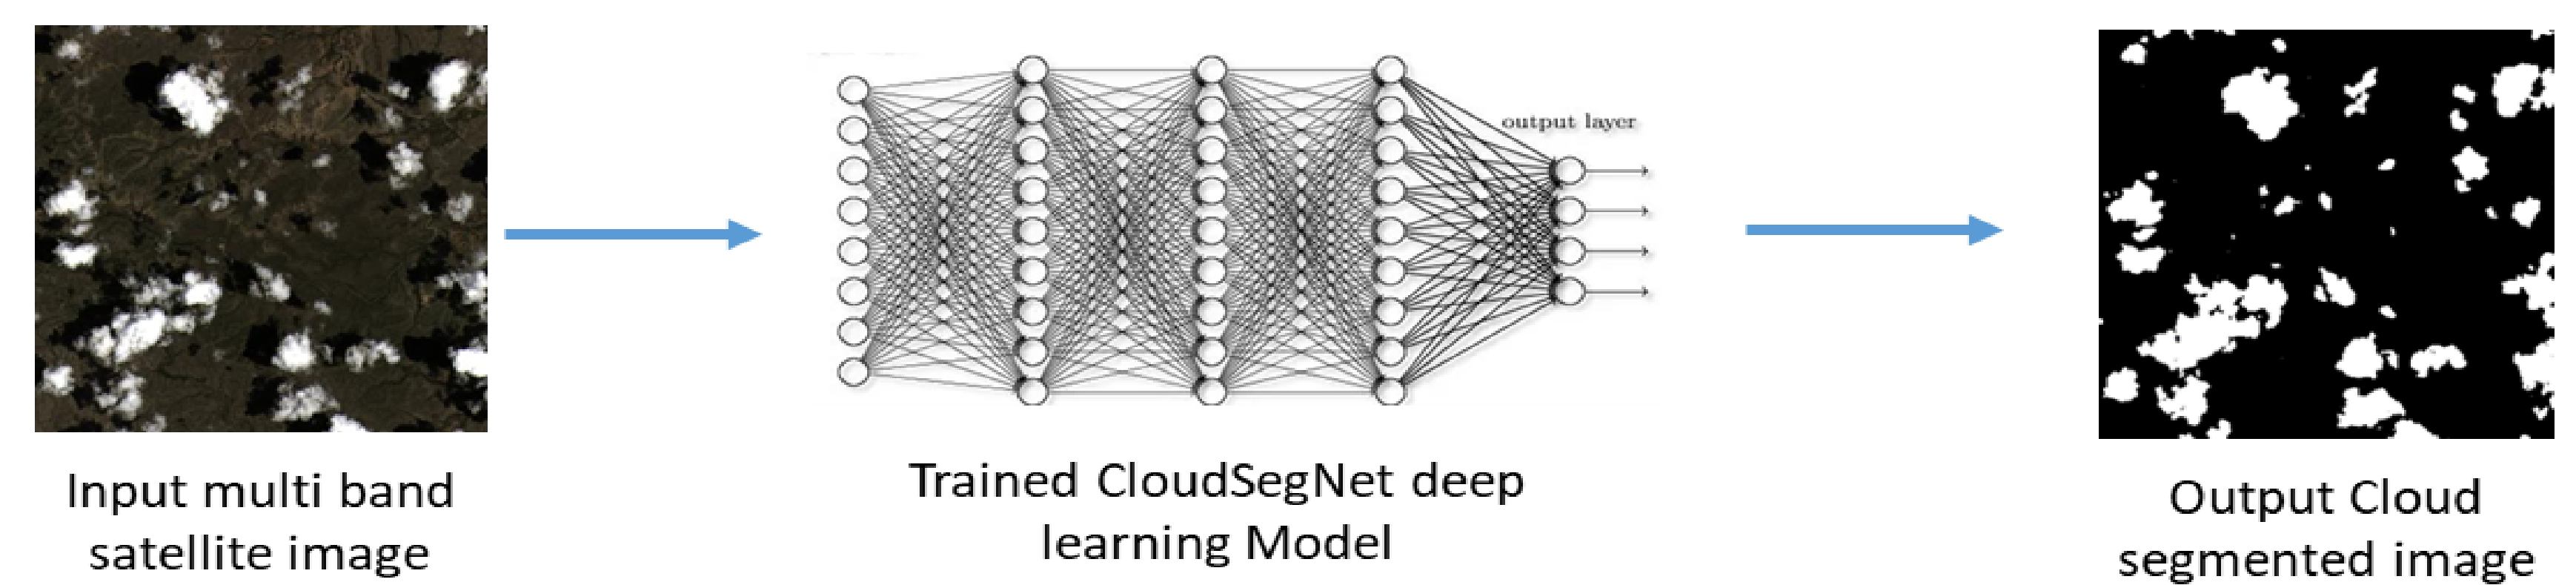 output layer
Input multi band
satellite image
Trained CloudSegNet deep
learning Model
Output Cloud
segmented image